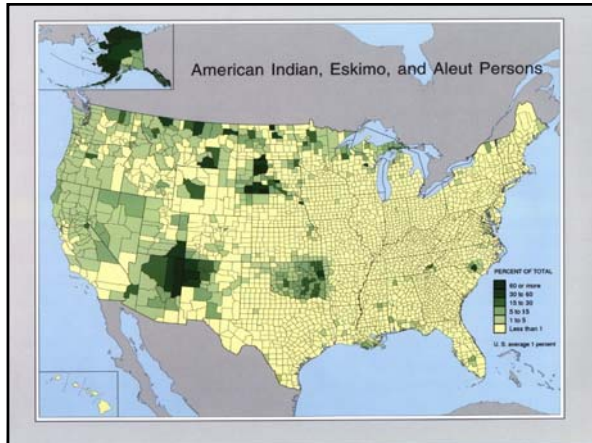 American Indian, Eskimo, and Aleut Persons
PERCENT OF TOTAL
60 or more
30 to 60
15 to 30
5 to 15
1 to 5
Less than 1
U. S. average 1 percent